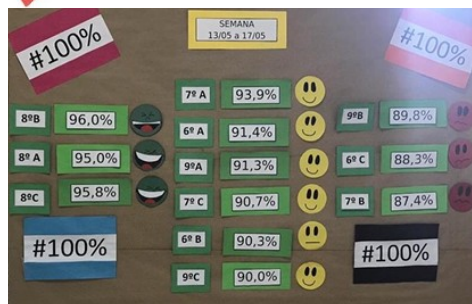 #100%
SEMANA
13/05 a 17/05
#100%
8ºB 96,0%
8º A 95,0%
8ºC 95,8%
#100%
7º A 93,9%
6º A 91,4%
9ºA 91,3%
7º C 90,7%
6º B 90,3%
9ºC 90,0%
9ºB 89,8%
6º C 88,3%
7º B 87,4%
#100%